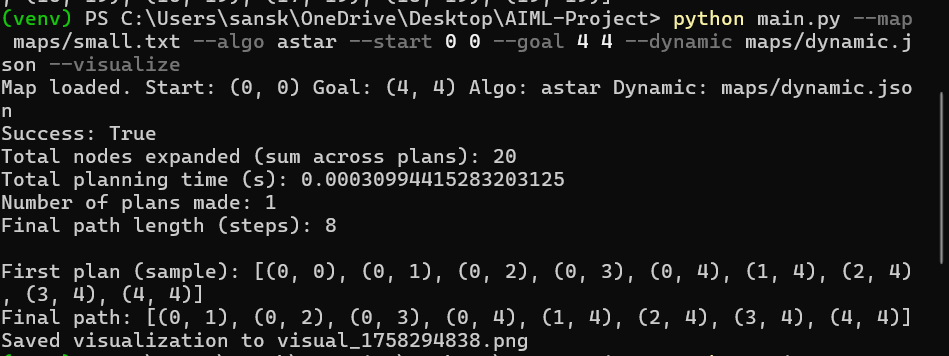 (venv) PS C:\Users\sansk\OneDrive\Desktop\AIML-Project> python main.py --map
 maps/small.txt --algo astar --start 0 0 --goal 4 4 --dynamic maps/dynamic.j
son --visualize
Map loaded. Start: (0, 0) Goal: (4, 4) Algo: astar Dynamic: maps/dynamic.jso
n
Success: True
Total nodes expanded (sum across plans): 20
Total planning time (s): 0.00030994415283203125
Number of plans made: 1
Final path length (steps): 8

First plan (sample): [(0, 0), (0, 1), (0, 2), (0, 3), (0, 4), (1, 4), (2, 4)
, (3, 4), (4, 4)]
Final path: [(0, 1), (0, 2), (0, 3), (0, 4), (1, 4), (2, 4), (3, 4), (4, 4)]
Saved visualization to visual_1758294838.png